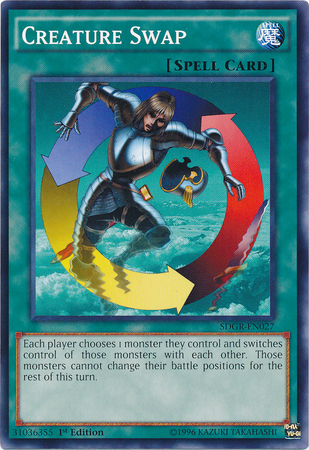 CREATURE SWAP
SPELL
魔
[SPELL CARD]
SDGR-EN027
Each player chooses 1 monster they control and switches
control of those monsters with each other. Those
monsters cannot change their battle positions for the
rest of this turn.
31036355 1st Edition
©1996 KAZUKI TAKAHASHI